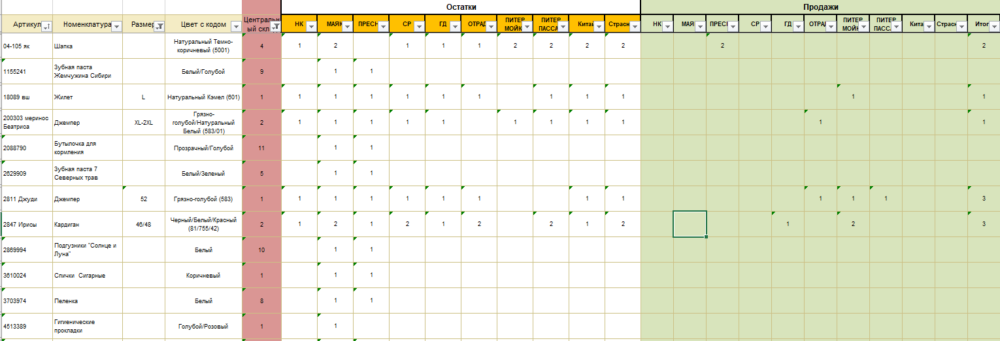 Остатки Продажи
Артикул Номенклатура Размер Цвет с кодом Центральный склад НК МАЯК ПРЕСН СР ГД ОТРАД ПИТЕР МОЙК ПИТЕР ПАССА Китай Страсн НК МАЯ ПРЕСН СР ГД ОТРАД ПИТЕР МОЙК ПИТЕР ПАСС Кита Страсн Итог
04-105 як Шапка Натуральный Темно-коричневый (5001) 4 1 2 1 1 1 2 2 2 2 2 2
1155241 Зубная паста Жемчужина Сибири Белый/Голубой 9 1 1
18089 вш Жилет L Натуральный Кэмел (601) 1 1 1 1 1 1 1 1 1 1 1 1
200303 меринос Беатриса Джемпер XL-2XL Грязно-голубой/Натуральный Белый (583/01) 2 1 1 1 1 1 1 1 1 1 1 1
2088790 Бутылочка для кормления Прозрачный/Голубой 11 1 1
2629909 Зубная паста 7 Северных трав Белый/Зеленый 5 1 1
2811 Джуди Джемпер 52 Грязно-голубой (583) 1 1 1 1 1 1 1 1 1 1 1 1 3
2847 Ирисы Кардиган 46/48 Черный/Белый/Красный (81/755/42) 2 1 2 1 2 1 2 2 1 2 1 2 3
2869994 Подгузники "Солнце и Луна" Белый 10 1 1
3610024 Спички Сигарные Коричневый 1 1 1
3703974 Пеленка Белый 8 1 1
4513389 Гигиенические прокладки Голубой/Розовый 1 1